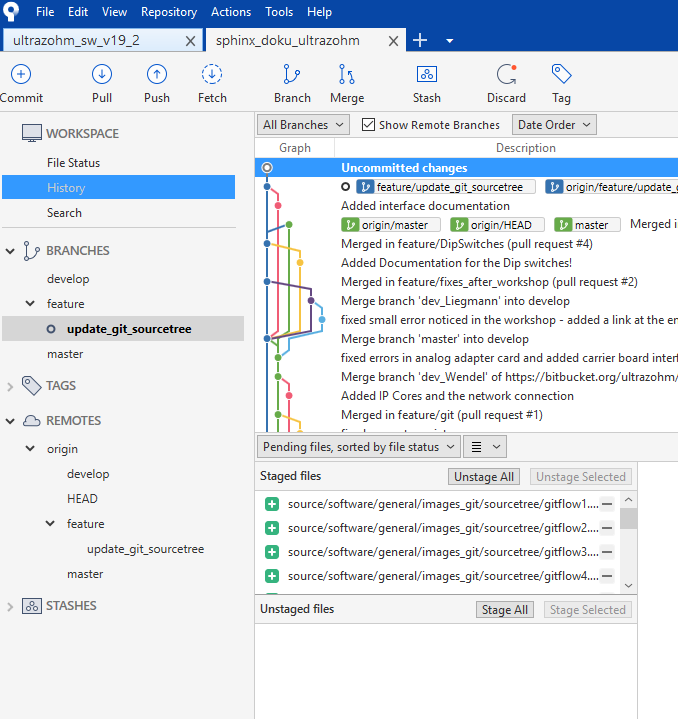 File Edit View Repository Actions Tools Help
ultrazohm_sw_v19_2 sphinx_doku_ultrazohm
Commit Pull Push Fetch Branch Merge Stash Discard Tag
WORKSPACE
File Status
History
Search
BRANCHES
develop
feature
update_git_sourcetree
master
TAGS
REMOTES
origin
develop
HEAD
feature
update_git_sourcetree
master
STASHES
All Branches Show Remote Branches Date Order
Graph Description
Uncommitted changes
feature/update_git_sourcetree origin/feature/update_g
Added interface documentation
origin/master origin/HEAD master Merged in
Merged in feature/DipSwitches (pull request #4)
Added Documentation for the Dip switches!
Merged in feature/fixes_after_workshop (pull request #2)
Merge branch 'dev_Liegmann' into develop
fixed small error noticed in the workshop - added a link at the en
Merge branch 'master' into develop
fixed errors in analog adapter card and added carrier board interf
Merge branch 'dev_Wendel' of https://bitbucket.org/ultrazohm/
Added IP Cores and the network connection
Merged in feature/git (pull request #1)
Pending files, sorted by file status
Staged files Unstage All Unstage Selected
source/software/general/images_git/sourcetree/gitflow1....
source/software/general/images_git/sourcetree/gitflow2....
source/software/general/images_git/sourcetree/gitflow3....
source/software/general/images_git/sourcetree/gitflow4....
Unstaged files Stage All Stage Selected